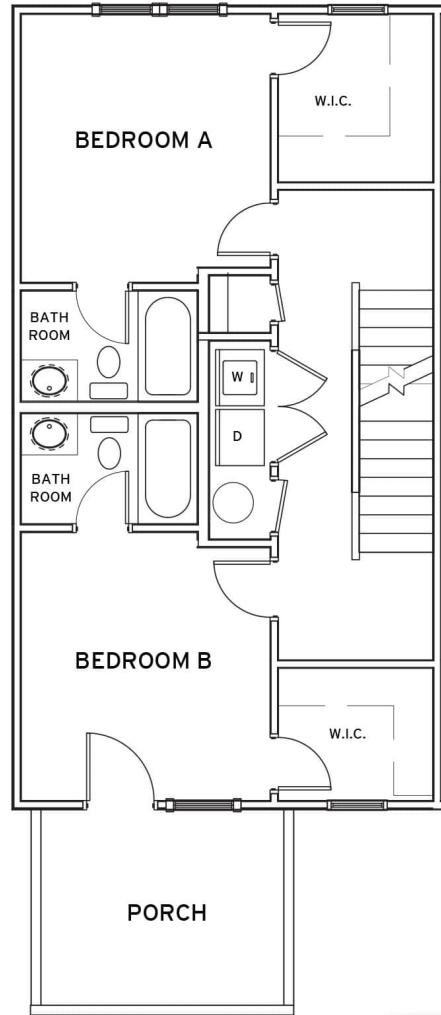 W.I.C.
BEDROOM A
BATH
ROOM
W
D
BATH
ROOM
BEDROOM B
W.I.C.
PORCH